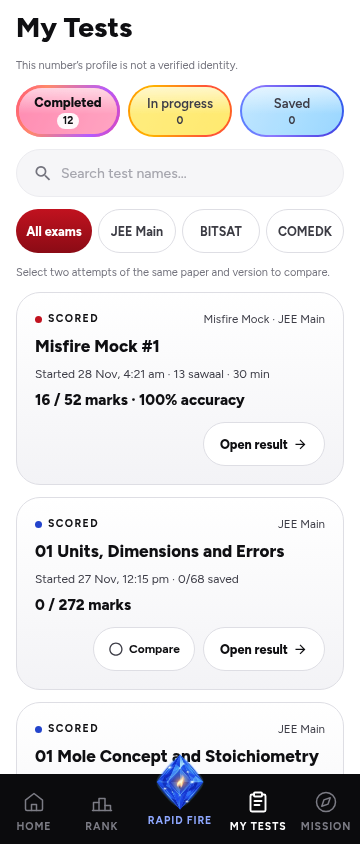 My Tests
This number's profile is not a verified identity.
Completed
12
In progress
0
Saved
0
Search test names...
All exams
JEE Main
BITSAT
COMEDK
Select two attempts of the same paper and version to compare.
SCORED
Misfire Mock · JEE Main
Misfire Mock #1
Started 28 Nov, 4:21 am · 13 sawaal · 30 min
16 / 52 marks · 100% accuracy
Open result →
SCORED
JEE Main
01 Units, Dimensions and Errors
Started 27 Nov, 12:15 pm · 0/68 saved
0 / 272 marks
Compare
Open result →
SCORED
JEE Main
01 Mole Concept and Stoichiometry
HOME
RANK
RAPID FIRE
MY TESTS
MISSION